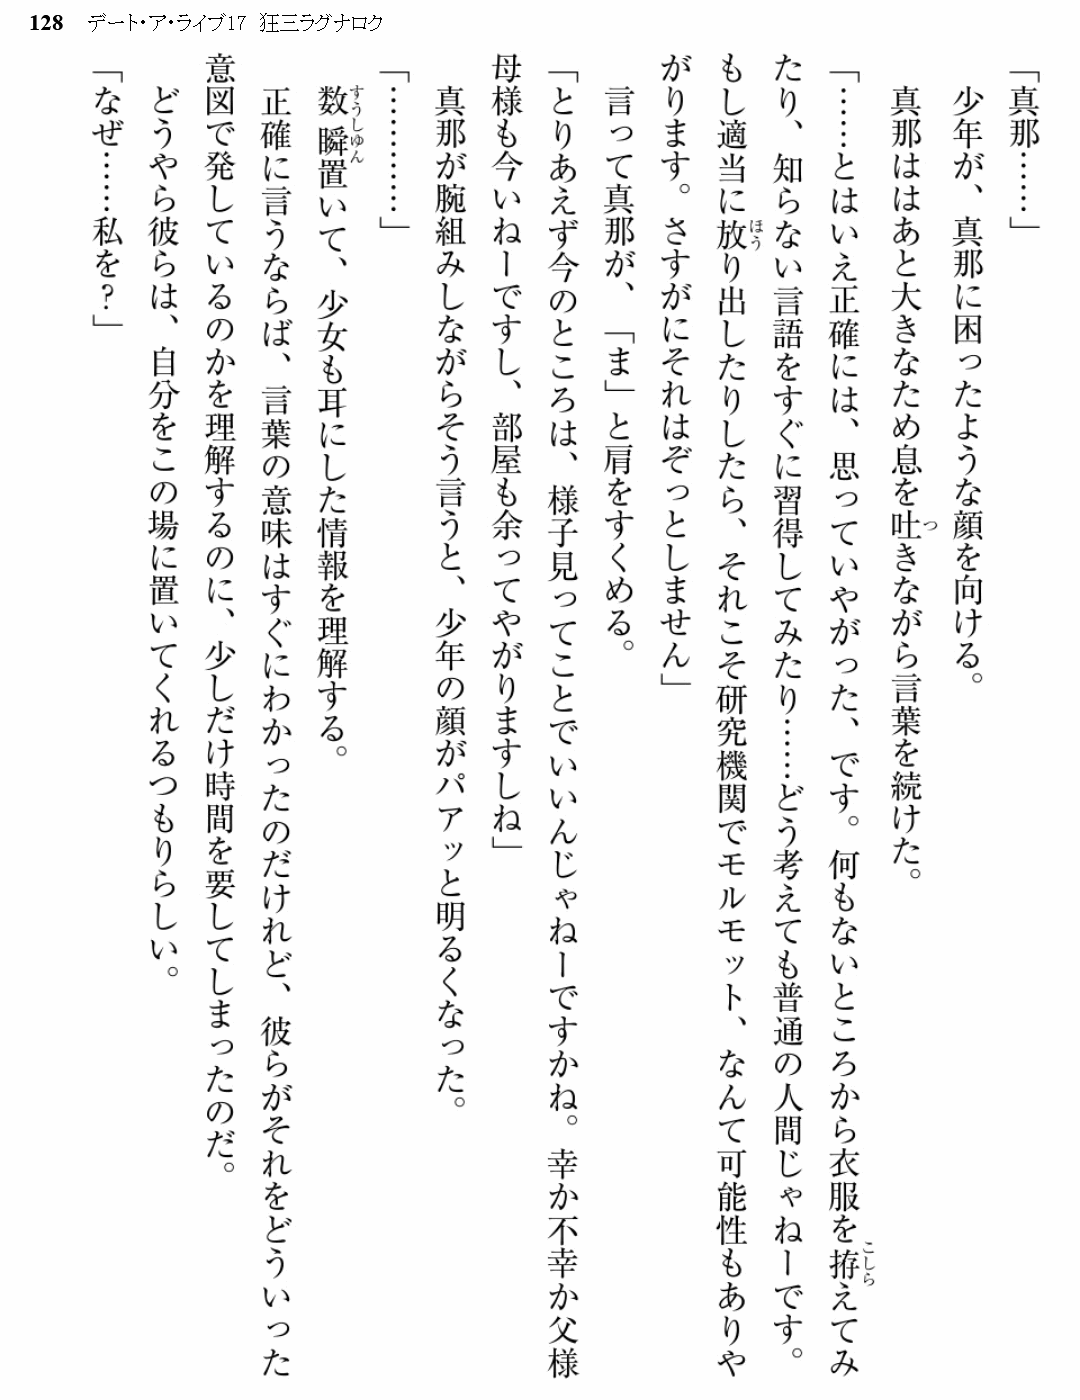 128 デート・ア・ライブ17 狂三ラグナロク
「真那……」
少年が、真那に困ったような顔を向ける。
真那ははあと大きなため息を吐きながら言葉を続けた。
「……とはいえ正確には、思っていやがった、です。何もないところから衣服を拵えてみ
たり、知らない言語をすぐに習得してみたり……どう考えても普通の人間じゃねーです。
もし適当に放り出したりしたら、それこそ研究機関でモルモット、なんて可能性もありや
がります。さすがにそれはぞっとしません」
言って真那が、「ま」と肩をすくめる。
「とりあえず今のところは、様子見ってことでいいんじゃねーですかね。幸か不幸か父様
母様も今いねーですし、部屋も余ってやがりますしね」
真那が腕組みしながらそう言うと、少年の顔がパアッと明るくなった。
「…………」
数瞬置いて、少女も耳にした情報を理解する。
正確に言うならば、言葉の意味はすぐにわかったのだけれど、彼らがそれをどういった
意図で発しているのかを理解するのに、少しだけ時間を要してしまったのだ。
どうやら彼らは、自分をこの場に置いてくれるつもりらしい。
「なぜ……私を？」